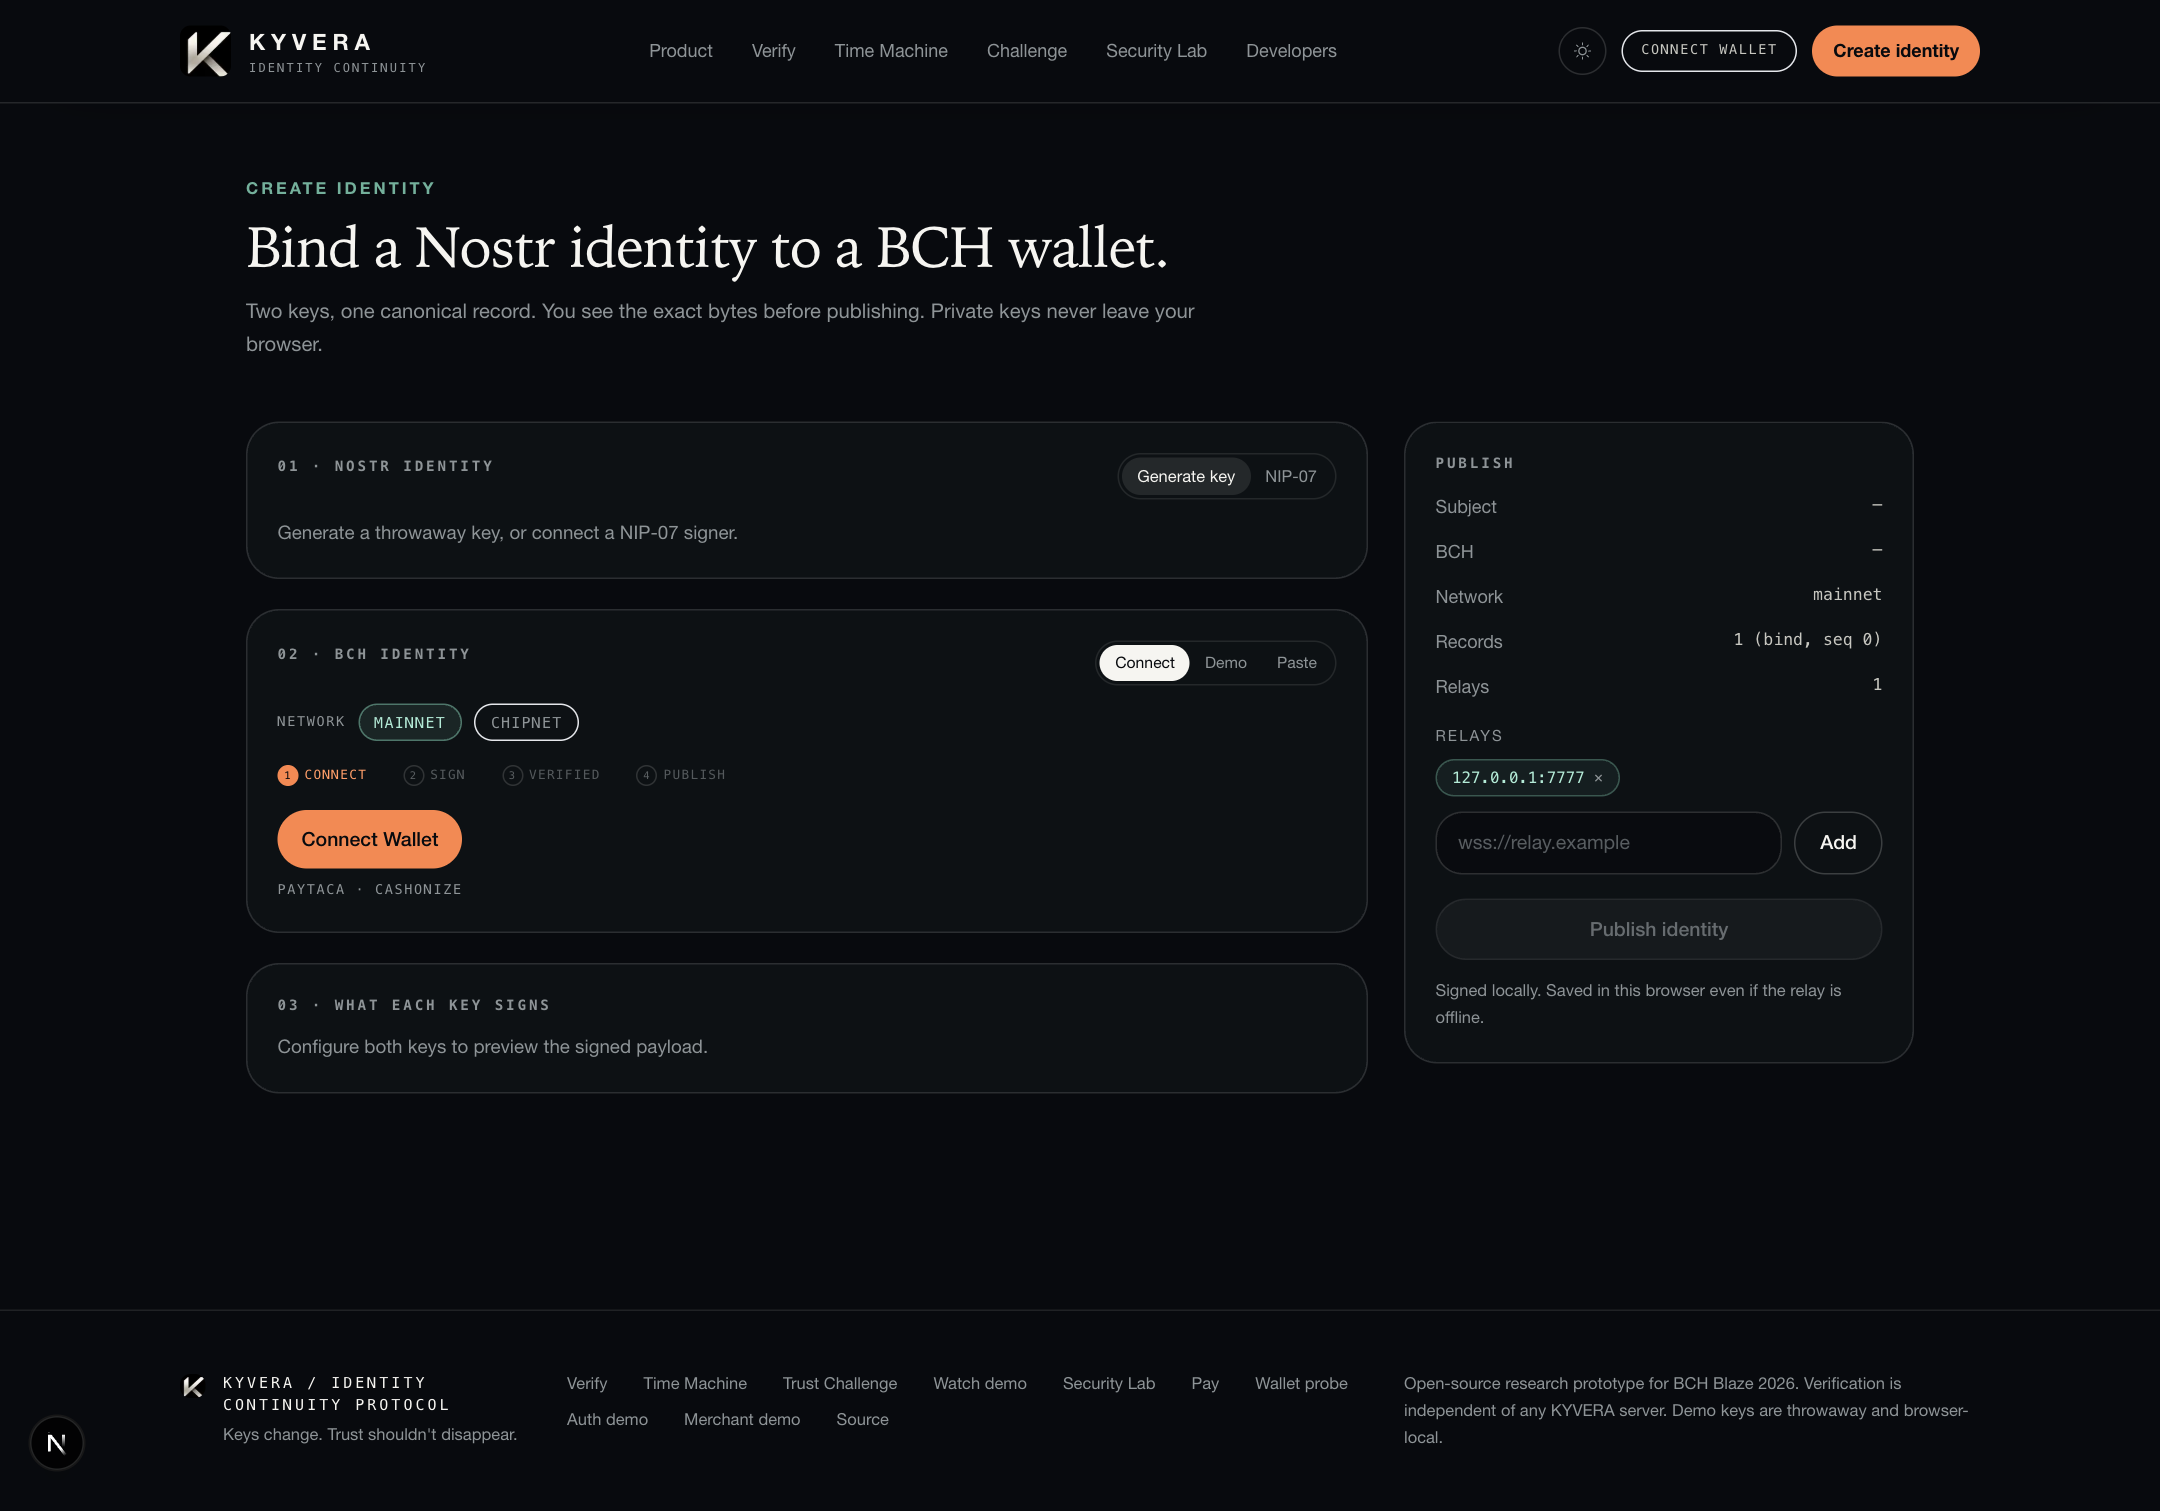 KYVERA
IDENTITY CONTINUITY
Product Verify Time Machine Challenge Security Lab Developers
CONNECT WALLET
Create identity
CREATE IDENTITY
Bind a Nostr identity to a BCH wallet.
Two keys, one canonical record. You see the exact bytes before publishing. Private keys never leave your
browser.
01 · NOSTR IDENTITY
Generate key NIP-07
Generate a throwaway key, or connect a NIP-07 signer.
02 · BCH IDENTITY
Connect Demo Paste
NETWORK MAINNET CHIPNET
1 CONNECT 2 SIGN 3 VERIFIED 4 PUBLISH
Connect Wallet
PAYTACA · CASHONIZE
03 · WHAT EACH KEY SIGNS
Configure both keys to preview the signed payload.
PUBLISH
Subject —
BCH —
Network mainnet
Records 1 (bind, seq 0)
Relays 1
RELAYS
127.0.0.1:7777 ×
wss://relay.example Add
Publish identity
Signed locally. Saved in this browser even if the relay is
offline.
KYVERA / IDENTITY
CONTINUITY PROTOCOL
Keys change. Trust shouldn't disappear.
Verify Time Machine Trust Challenge Watch demo Security Lab Pay Wallet probe
Auth demo Merchant demo Source
Open-source research prototype for BCH Blaze 2026. Verification is
independent of any KYVERA server. Demo keys are throwaway and browser-
local.
N